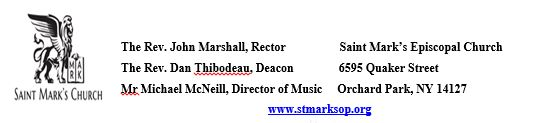 The Rev. John Marshall, Rector Saint Mark's Episcopal Church
The Rev. Dan Thibodeau, Deacon 6595 Quaker Street
Mr Michael McNeill, Director of Music Orchard Park, NY 14127
www.stmarksop.org
MARK
SAINT MARK'S CHURCH